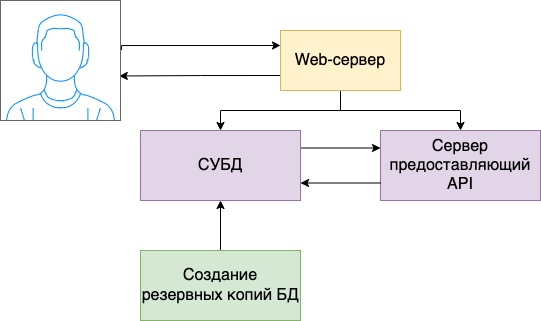 Web-сервер
СУБД
Сервер
предоставляющий
API
Создание
резервных копий БД